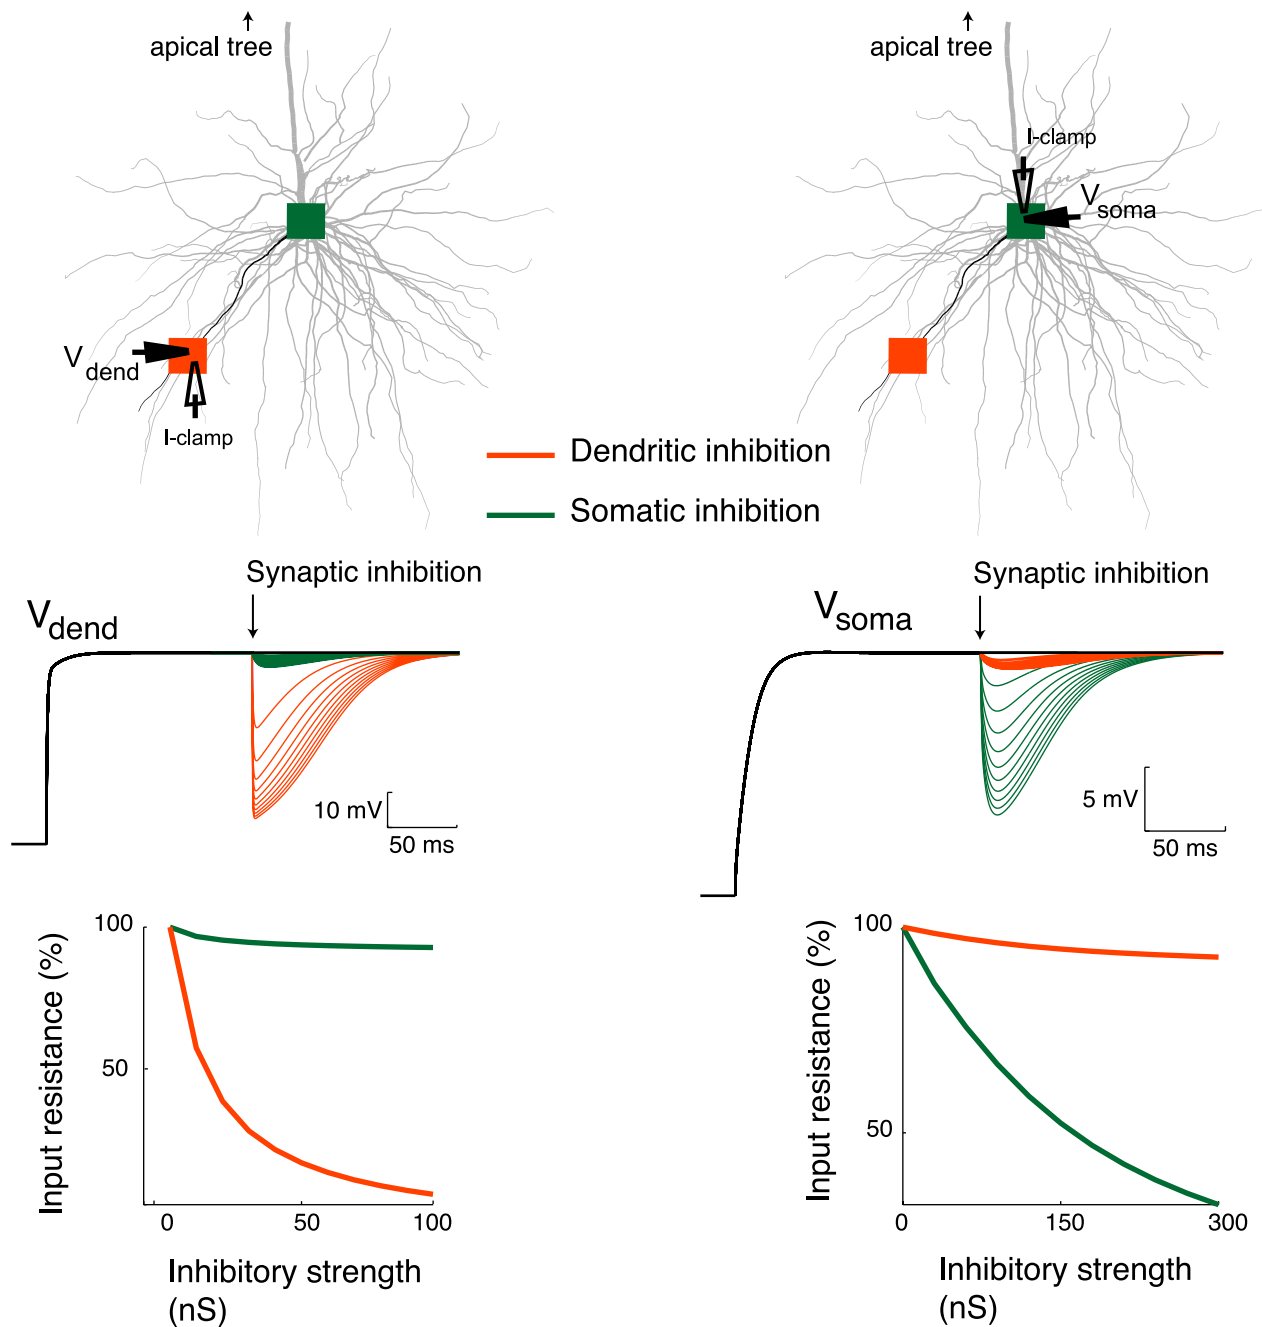 apical tree
apical tree
I-clamp
V soma
V dend
I-clamp
Dendritic inhibition
Somatic inhibition
Synaptic inhibition
Synaptic inhibition
V dend
V soma
10 mV
50 ms
5 mV
50 ms
Input resistance (%)
100
50
0 50 100
Inhibitory strength
(nS)
Input resistance (%)
100
50
0 150 300
Inhibitory strength
(nS)